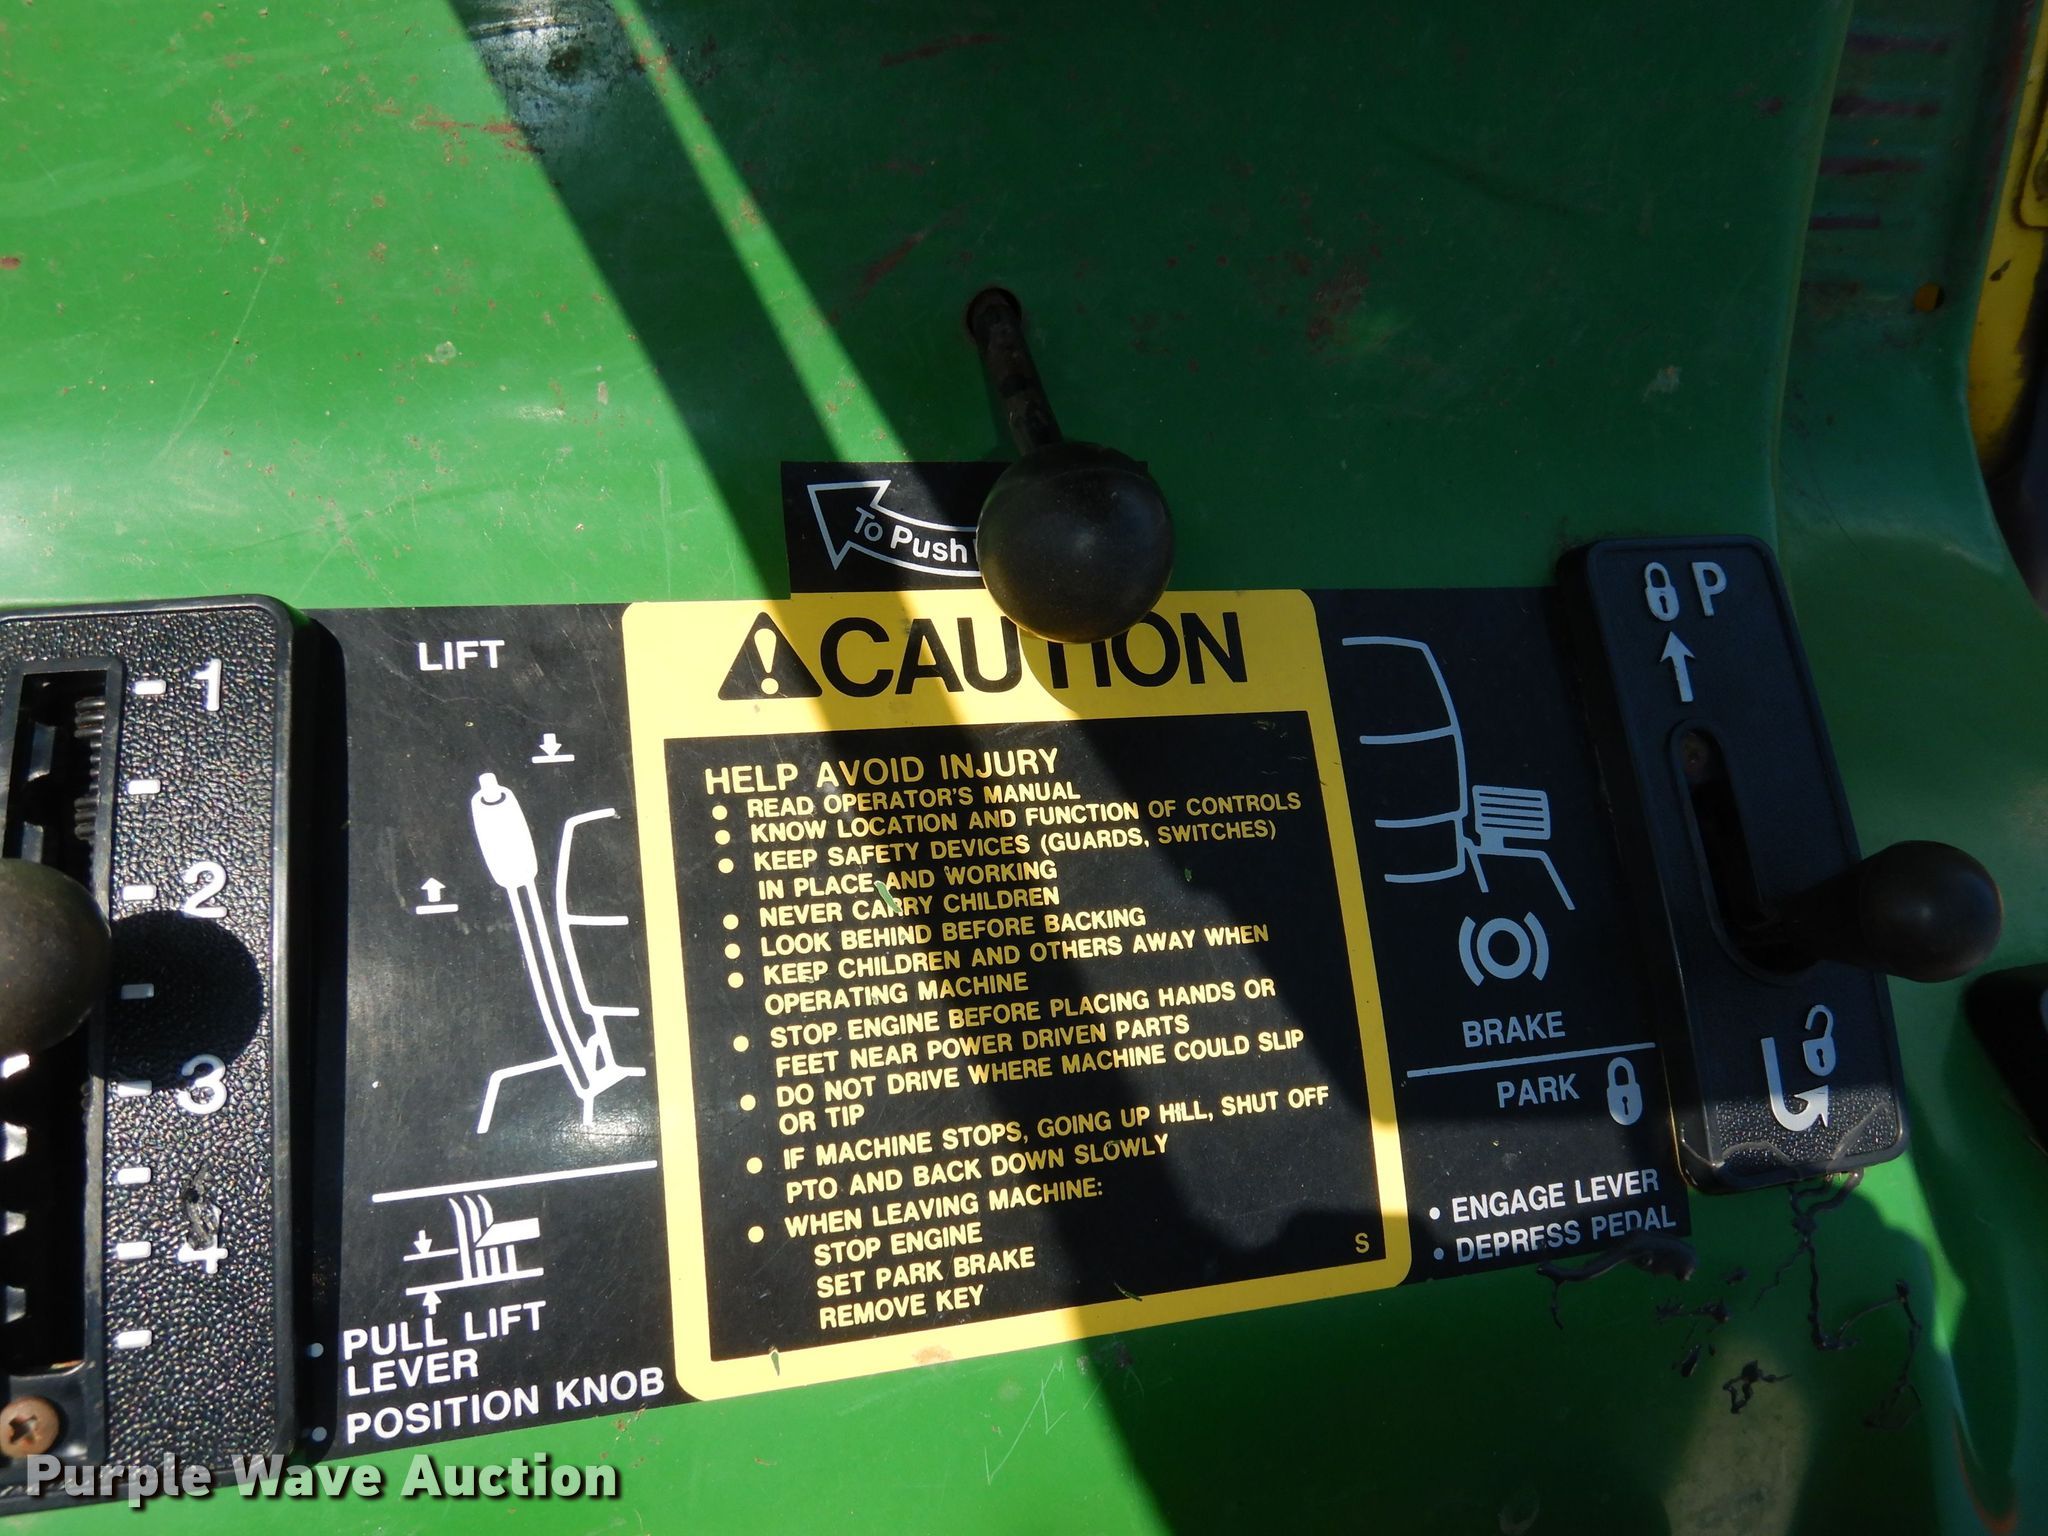 To Push
CAUTION
LIFT
1
2
3
4
HELP AVOID INJURY
• READ OPERATOR'S MANUAL
• KNOW LOCATION AND FUNCTION OF CONTROLS
• KEEP SAFETY DEVICES (GUARDS, SWITCHES)
IN PLACE AND WORKING
• NEVER CARRY CHILDREN
• LOOK BEHIND BEFORE BACKING
• KEEP CHILDREN AND OTHERS AWAY WHEN
OPERATING MACHINE
• STOP ENGINE BEFORE PLACING HANDS OR
FEET NEAR POWER DRIVEN PARTS
• DO NOT DRIVE WHERE MACHINE COULD SLIP
OR TIP
• IF MACHINE STOPS, GOING UP HILL, SHUT OFF
PTO AND BACK DOWN SLOWLY
• WHEN LEAVING MACHINE:
STOP ENGINE
SET PARK BRAKE
REMOVE KEY
S
• PULL LIFT
LEVER
• POSITION KNOB
P
BRAKE
PARK
• ENGAGE LEVER
• DEPRESS PEDAL
Purple Wave Auction